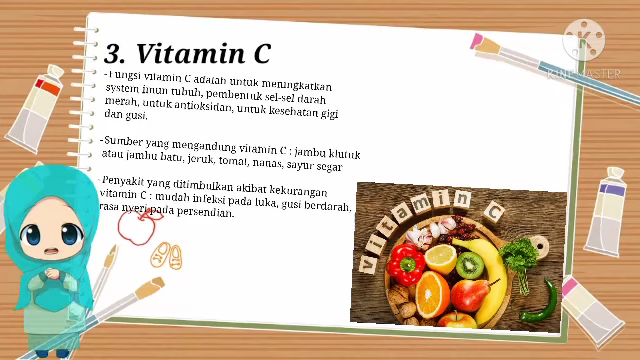 3. Vitamin C
-Fungsi vitamin C adalah untuk meningkatkan
system imun tubuh, pembentuk sel-sel darah
merah, untuk antioksidan, untuk kesehatan gigi
dan gusi.
-Sumber yang mengandung vitamin C : jambu klutuk
atau jambu batu, jeruk, tomat, nanas, sayur segar
-Penyakit yang ditimbulkan akibat kekurangan
vitamin C : mudah infeksi pada luka, gusi berdarah,
rasa nyeri pada persendian.
vitamin C
KINEMASTER